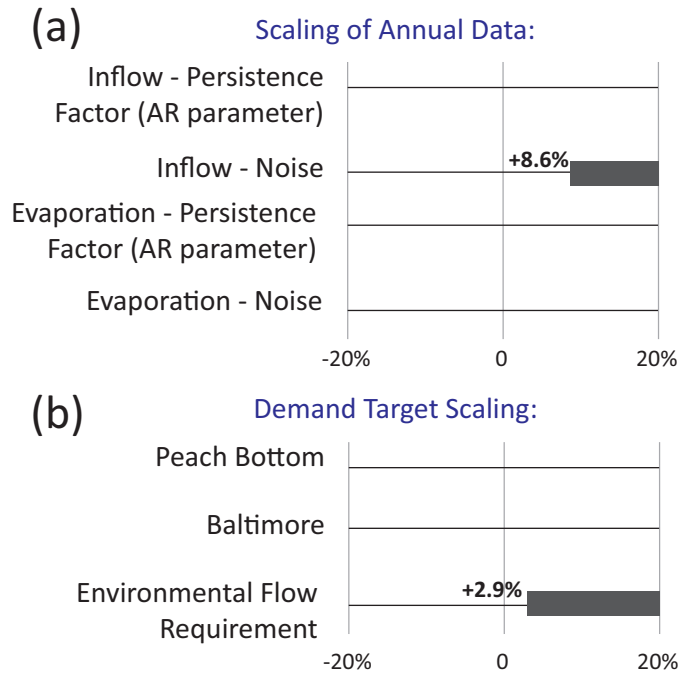 (a)
Scaling of Annual Data:
Inflow - Persistence
Factor (AR parameter)
Inflow - Noise
+8.6%
Evaporation - Persistence
Factor (AR parameter)
Evaporation - Noise
-20%
0
20%
(b)
Demand Target Scaling:
Peach Bottom
Baltimore
Environmental Flow
Requirement
+2.9%
-20%
0
20%